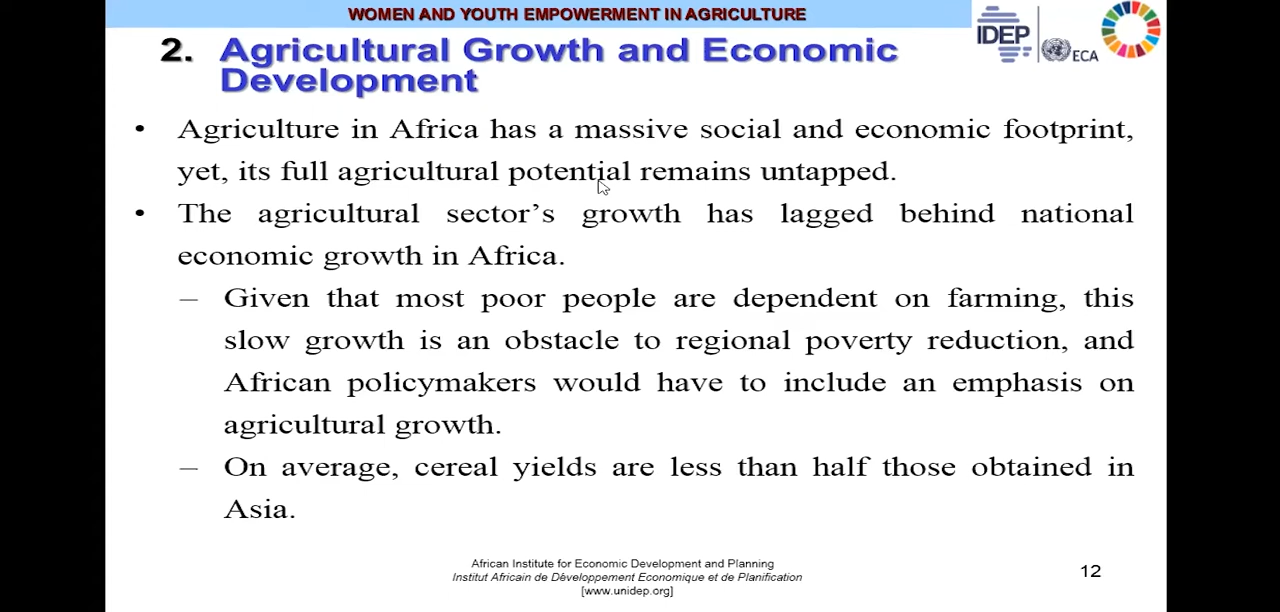 WOMEN AND YOUTH EMPOWERMENT IN AGRICULTURE
IDEP
ECA
2. Agricultural Growth and Economic
Development
• Agriculture in Africa has a massive social and economic footprint,
yet, its full agricultural potential remains untapped.
• The agricultural sector's growth has lagged behind national
economic growth in Africa.
– Given that most poor people are dependent on farming, this
slow growth is an obstacle to regional poverty reduction, and
African policymakers would have to include an emphasis on
agricultural growth.
– On average, cereal yields are less than half those obtained in
Asia.
African Institute for Economic Development and Planning
Institut Africain de Développement Economique et de Planification
[www.unidep.org]
12